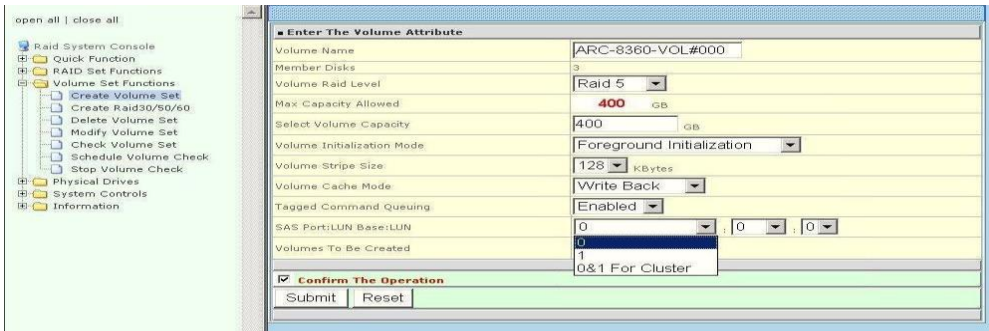 open all | close all
Raid System Console
Quick Function
RAID Set Functions
Volume Set Functions
Create Volume Set
Create Raid30/50/60
Delete Volume Set
Modify Volume Set
Check Volume Set
Schedule Volume Check
Stop Volume Check
Physical Drives
System Controls
Information
Enter The Volume Attribute
Volume Name ARC-8360-VOL#000
Member Disks 3
Volume Raid Level Raid 5
Max Capacity Allowed 400 GB
Select Volume Capacity 400 GB
Volume Initialization Mode Foreground Initialization
Volume Stripe Size 128 KBytes
Volume Cache Mode Write Back
Tagged Command Queuing Enabled
SAS Port:LUN Base:LUN 0 : 0 : 0
0
Volumes To Be Created
1
0&1 For Cluster
Confirm The Operation
Submit Reset